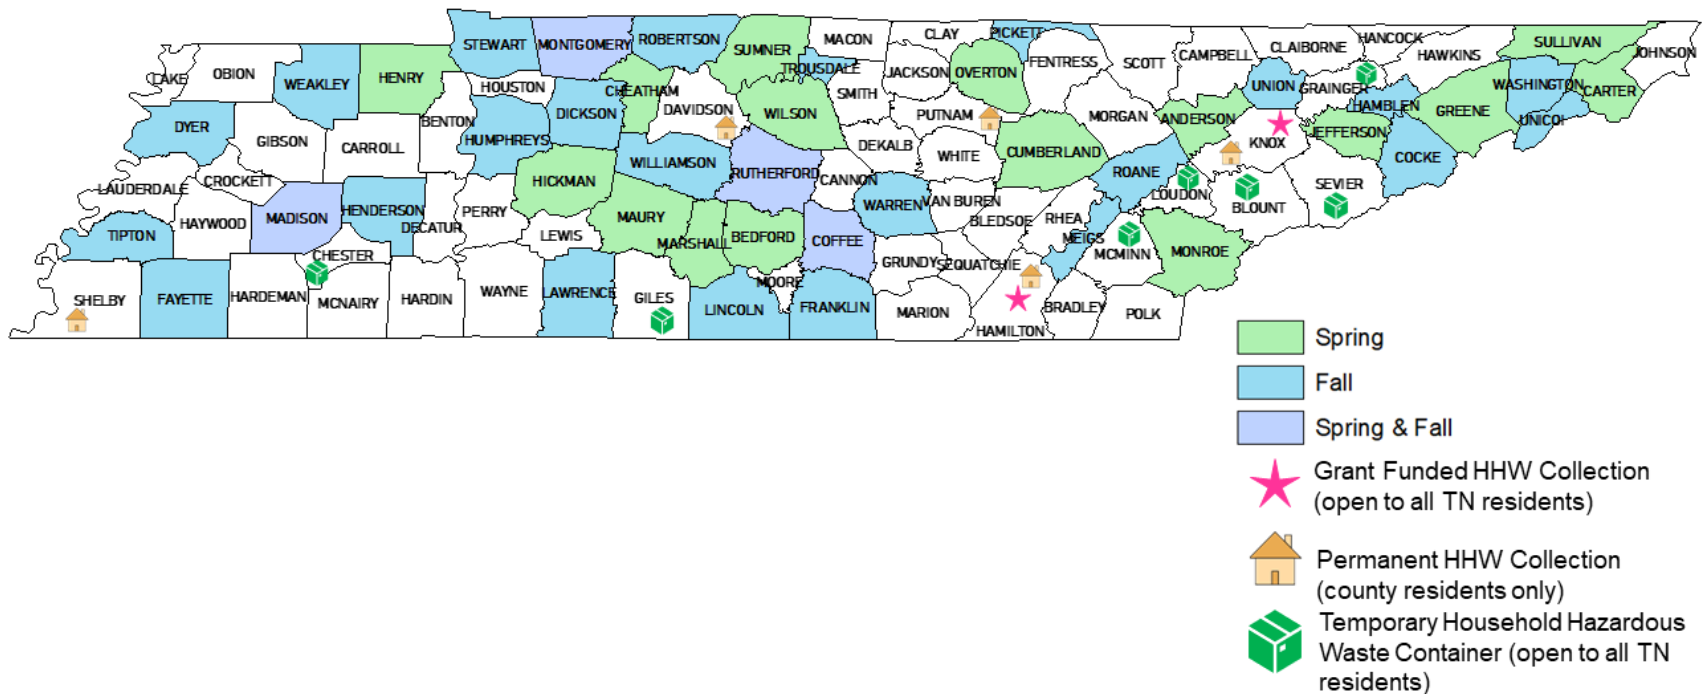 STEWART
MONTGOMERY
ROBERTSON
SUMNER
MACON
CLAY
PICKETT
CLAIBORNE
HANCOCK
HAWKINS
SULLIVAN
JOHNSON
LAKE
OBION
WEAKLEY
HENRY
HOUSTON
CHEATHAM
TROUSDALE
JACKSON
OVERTON
FENTRESS
SCOTT
CAMPBELL
UNION
GRAINGER
HAMBLEN
GREENE
WASHINGTON
CARTER
UNICOI
DYER
GIBSON
CARROLL
BENTON
HUMPHREYS
DICKSON
DAVIDSON
WILSON
SMITH
PUTNAM
MORGAN
ANDERSON
KNOX
JEFFERSON
COCKE
LAUDERDALE
CROCKETT
HICKMAN
WILLIAMSON
RUTHERFORD
CANNON
DEKALB
WHITE
CUMBERLAND
ROANE
LOUDON
BLOUNT
SEVIER
TIPTON
HAYWOOD
MADISON
HENDERSON
DECATUR
PERRY
LEWIS
MAURY
MARSHALL
BEDFORD
COFFEE
WARREN
VAN BUREN
BLEDSOE
RHEA
MEIGS
MCMINN
MONROE
SHELBY
FAYETTE
HARDEMAN
CHESTER
MCNAIRY
HARDIN
WAYNE
LAWRENCE
GILES
LINCOLN
MOORE
FRANKLIN
GRUNDY
SEQUATCHIE
MARION
HAMILTON
BRADLEY
POLK
Spring
Fall
Spring & Fall
Grant Funded HHW Collection
(open to all TN residents)
Permanent HHW Collection
(county residents only)
Temporary Household Hazardous
Waste Container (open to all TN
residents)